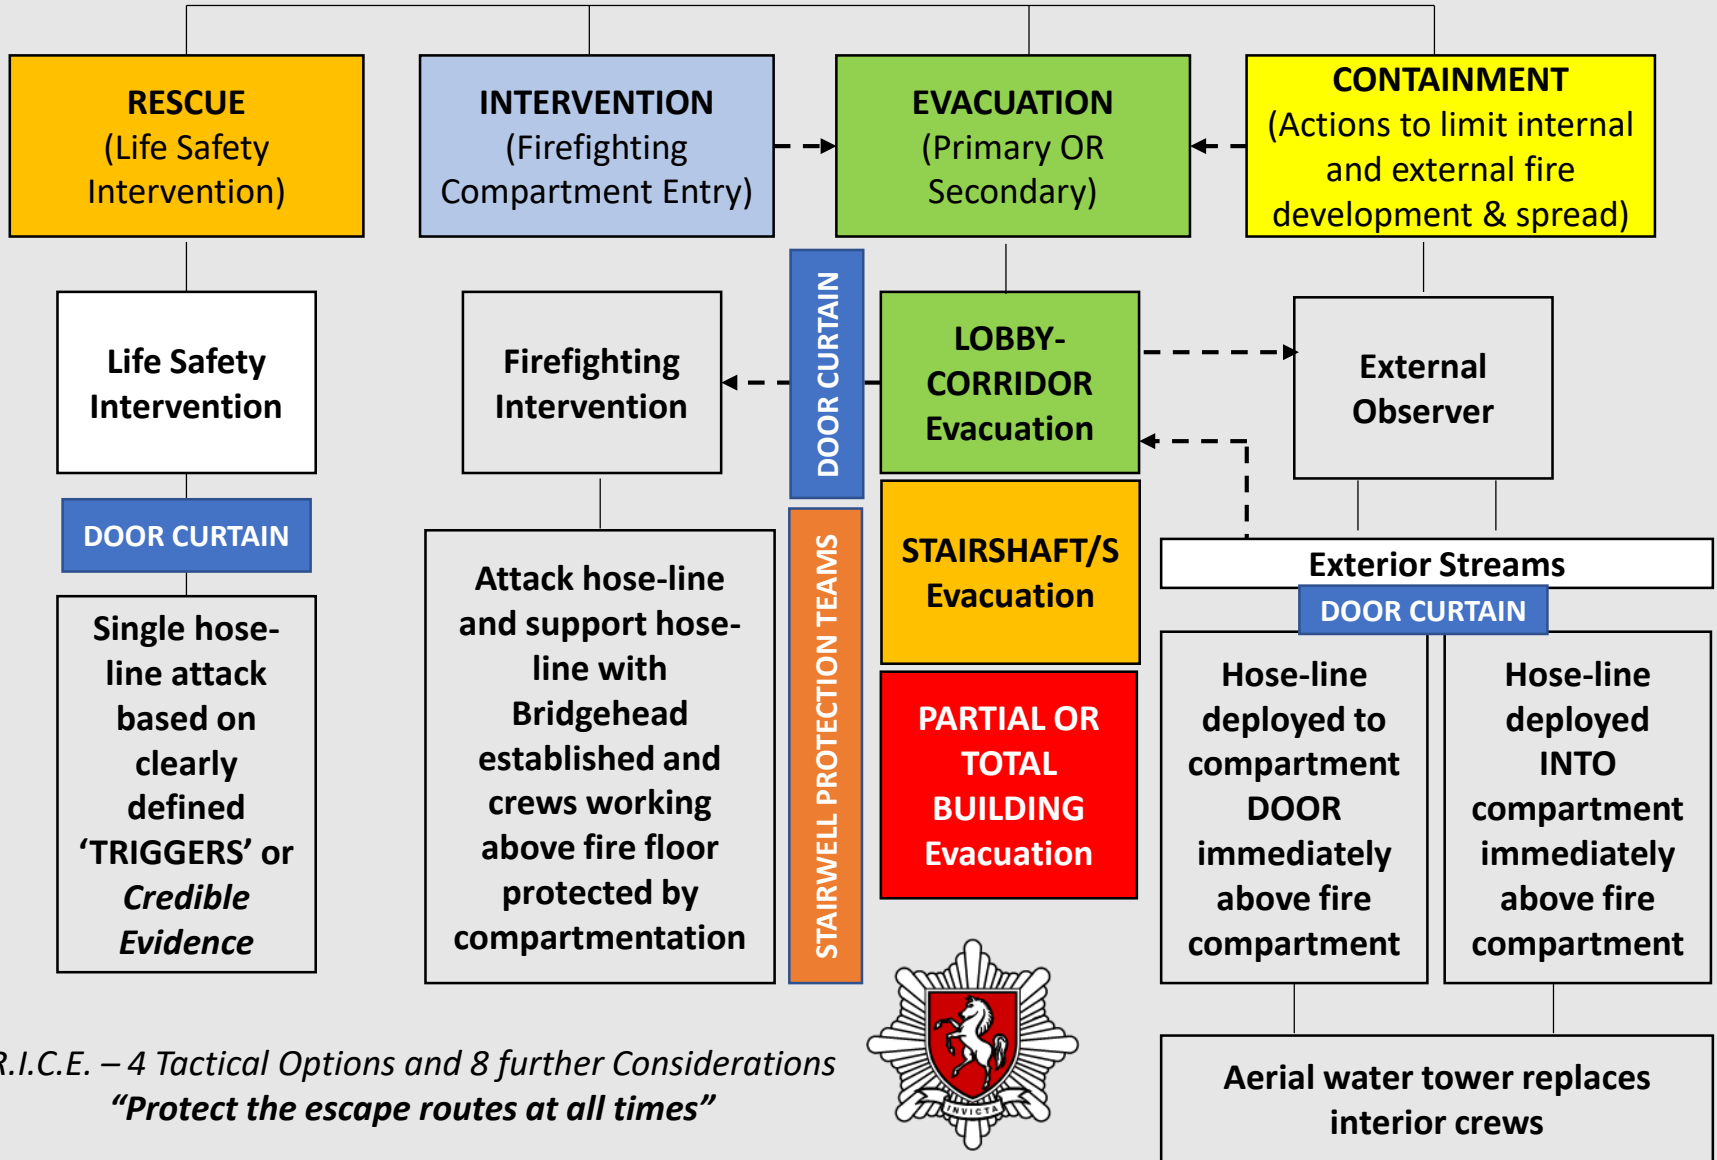 RESCUE
(Life Safety
Intervention)
INTERVENTION
(Firefighting
Compartment Entry)
EVACUATION
(Primary OR
Secondary)
CONTAINMENT
(Actions to limit internal
and external fire
development & spread)
Life Safety
Intervention
DOOR CURTAIN
Single hose-
line attack
based on
clearly
defined
‘TRIGGERS’ or
Credible
Evidence
Firefighting
Intervention
Attack hose-line
and support hose-
line with
Bridgehead
established and
crews working
above fire floor
protected by
compartmentation
DOOR CURTAIN
STAIRWELL PROTECTION TEAMS
LOBBY-
CORRIDOR
Evacuation
STAIRSHAFT/S
Evacuation
PARTIAL OR
TOTAL
BUILDING
Evacuation
External
Observer
Exterior Streams
DOOR CURTAIN
Hose-line
deployed to
compartment
DOOR
immediately
above fire
compartment
Hose-line
deployed
INTO
compartment
immediately
above fire
compartment
Aerial water tower replaces
interior crews
R.I.C.E. – 4 Tactical Options and 8 further Considerations
“Protect the escape routes at all times”
INVICTA